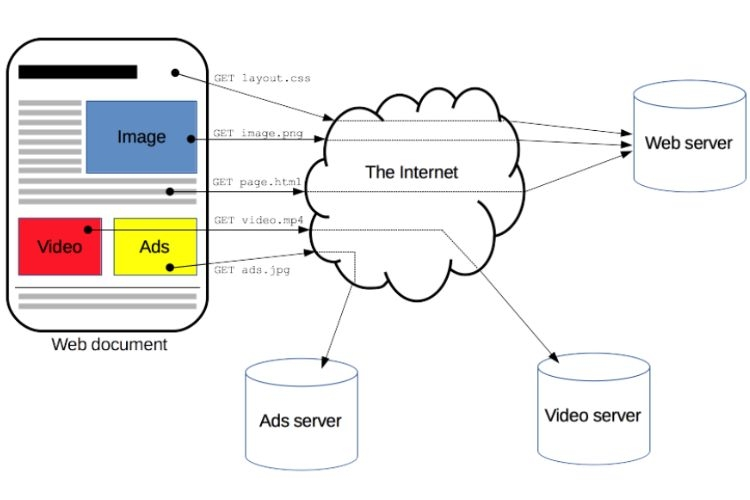 GET layout.css
Image
GET image.png
The Internet
Web server
GET page.html
GET video.mp4
Video
Ads
GET ads.jpg
Web document
Ads server
Video server